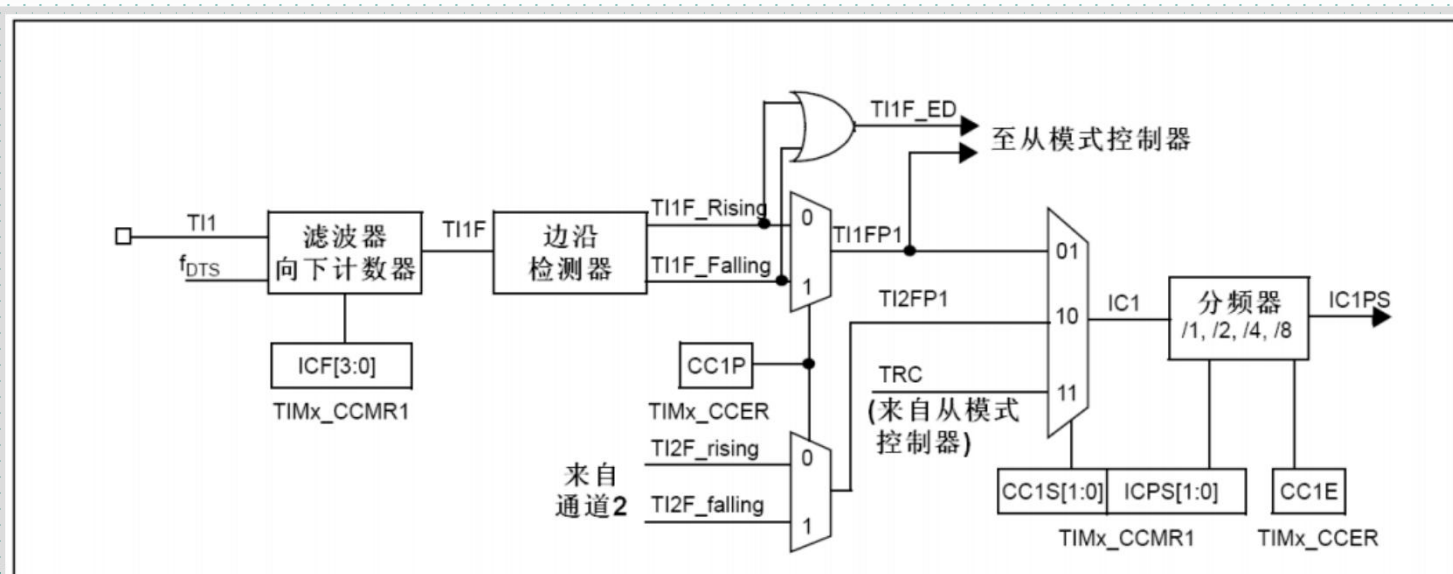 TI1F_ED
至从模式控制器
TI1
f_DTS
滤波器
向下计数器
TI1F
边沿
检测器
TI1F_Rising
TI1F_Falling
0
1
TI1FP1
TI2FP1
TRC
(来自从模式
控制器)
01
10
11
IC1
分频器
/1, /2, /4, /8
IC1PS
ICF[3:0]
TIMx_CCMR1
CC1P
TIMx_CCER
来自
通道2
TI2F_rising
TI2F_falling
0
1
CC1S[1:0]
ICPS[1:0]
TIMx_CCMR1
CC1E
TIMx_CCER